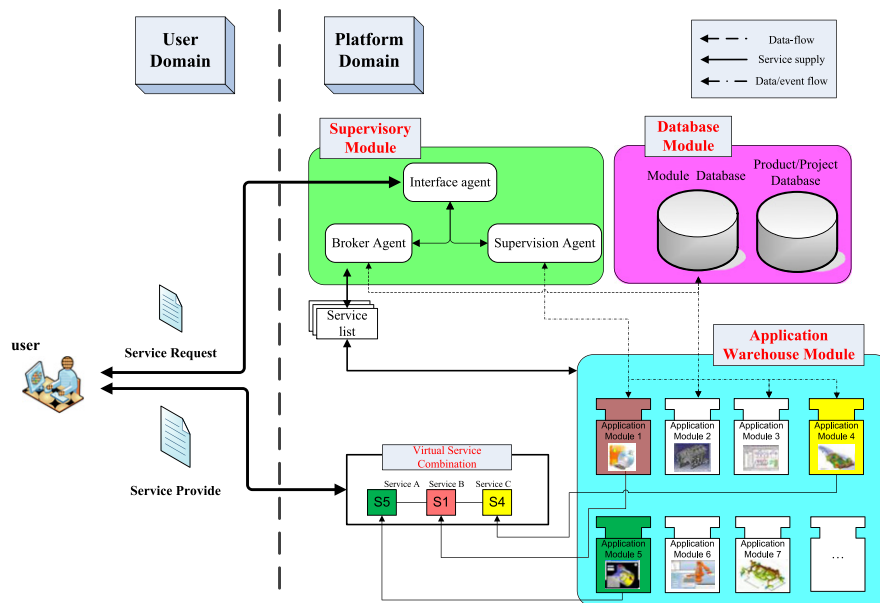 User
Domain
Platform
Domain
Data-flow
Service supply
Data/event flow
Supervisory
Module
Database
Module
Interface agent
Broker Agent
Supervision Agent
Module Database
Product/Project
Database
Service
list
user
Service Request
Service Provide
Application
Warehouse Module
Application
Module 1
Application
Module 2
Application
Module 3
Application
Module 4
Virtual Service
Combination
Service A
Service B
Service C
S5
S1
S4
Application
Module 5
Application
Module 6
Application
Module 7
...